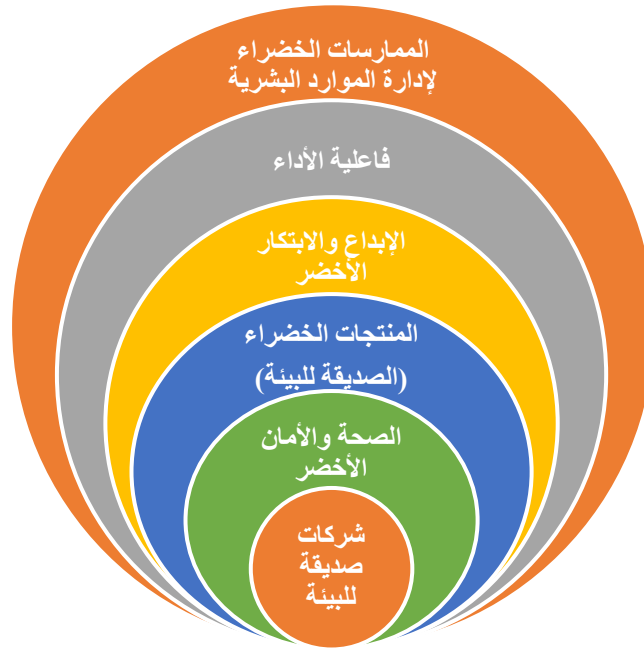 الممارسات الخضراء
لإدارة الموارد البشرية
فاعلية الأداء
الإبداع والابتكار
الأخضر
المنتجات الخضراء
(الصديقة للبيئة)
الصحة والأمان
الأخضر
شركات
صديقة
للبيئة